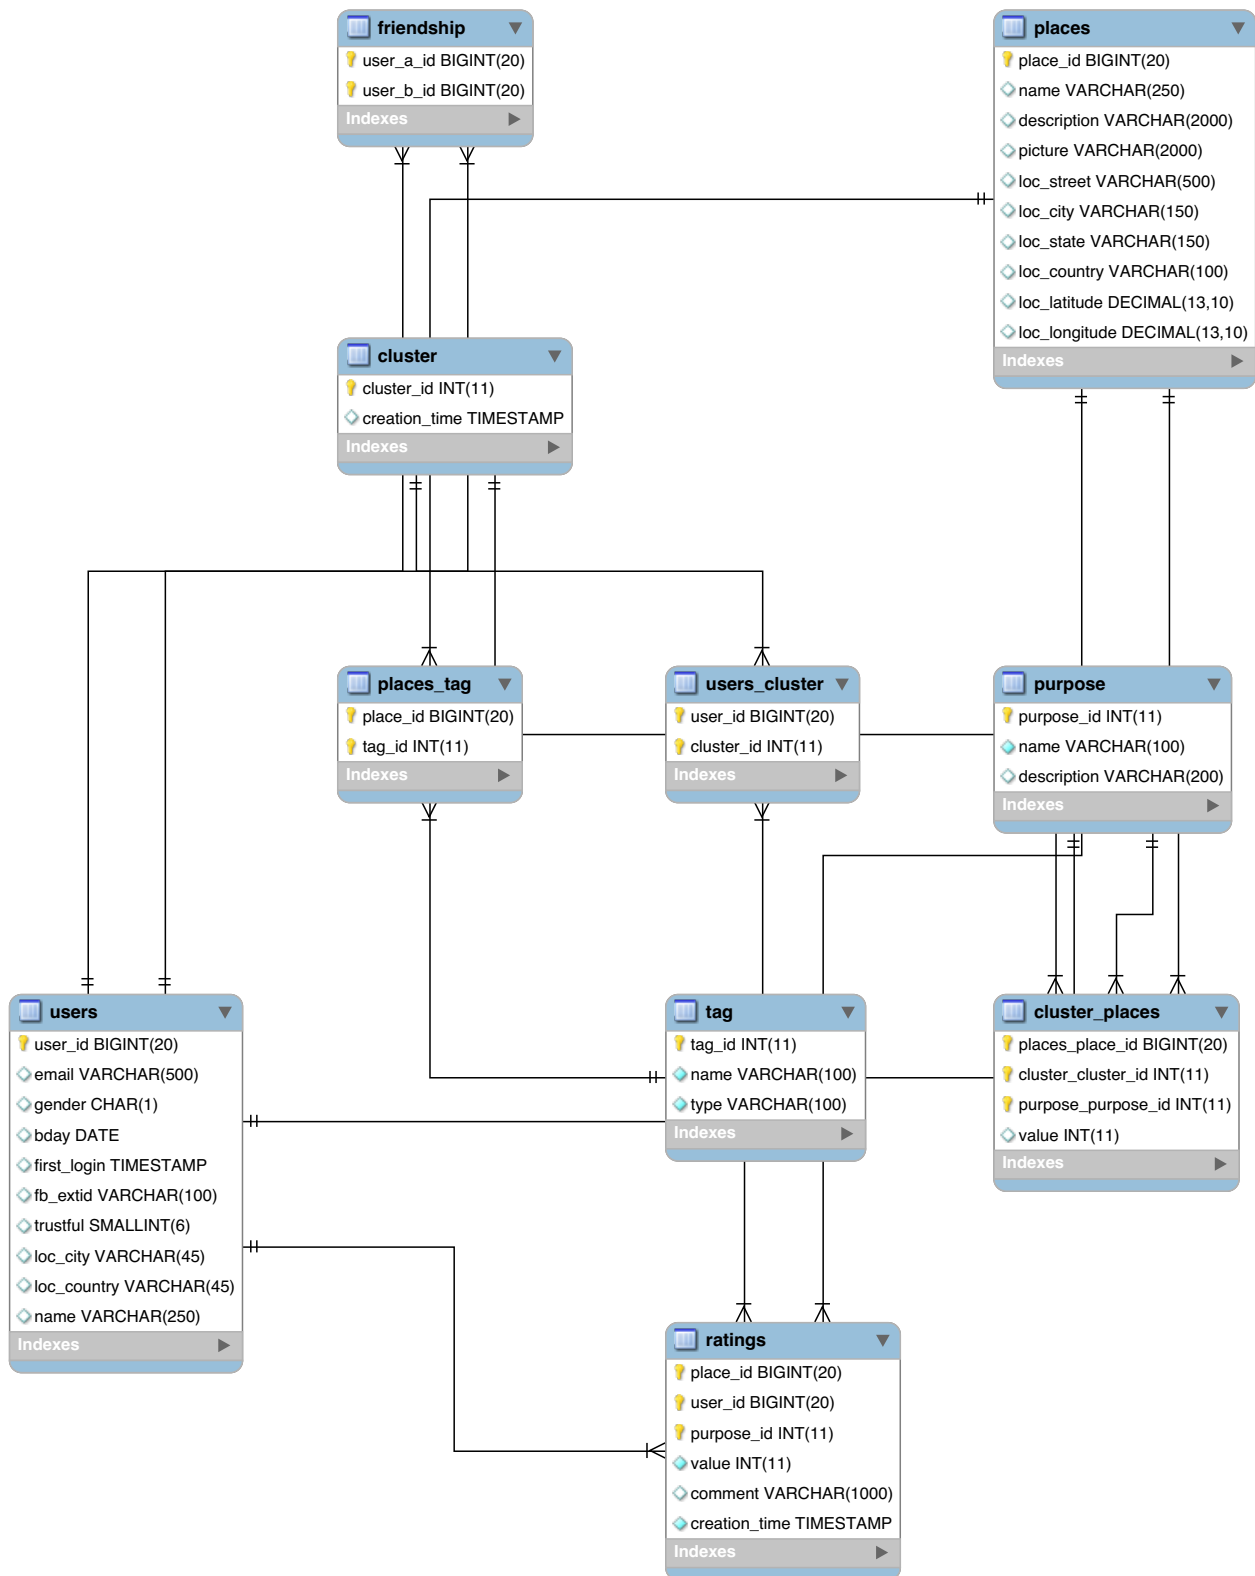 friendship
user_a_id BIGINT(20)
user_b_id BIGINT(20)
Indexes
places
place_id BIGINT(20)
name VARCHAR(250)
description VARCHAR(2000)
picture VARCHAR(2000)
loc_street VARCHAR(500)
loc_city VARCHAR(150)
loc_state VARCHAR(150)
loc_country VARCHAR(100)
loc_latitude DECIMAL(13,10)
loc_longitude DECIMAL(13,10)
Indexes
cluster
cluster_id INT(11)
creation_time TIMESTAMP
Indexes
places_tag
place_id BIGINT(20)
tag_id INT(11)
Indexes
users_cluster
user_id BIGINT(20)
cluster_id INT(11)
Indexes
purpose
purpose_id INT(11)
name VARCHAR(100)
description VARCHAR(200)
Indexes
users
user_id BIGINT(20)
email VARCHAR(500)
gender CHAR(1)
bday DATE
first_login TIMESTAMP
fb_extid VARCHAR(100)
trustful SMALLINT(6)
loc_city VARCHAR(45)
loc_country VARCHAR(45)
name VARCHAR(250)
Indexes
tag
tag_id INT(11)
name VARCHAR(100)
type VARCHAR(100)
Indexes
cluster_places
places_place_id BIGINT(20)
cluster_cluster_id INT(11)
purpose_purpose_id INT(11)
value INT(11)
Indexes
ratings
place_id BIGINT(20)
user_id BIGINT(20)
purpose_id INT(11)
value INT(11)
comment VARCHAR(1000)
creation_time TIMESTAMP
Indexes